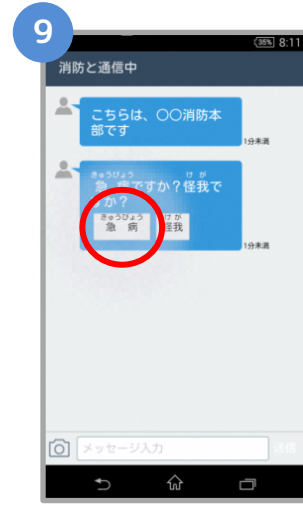 9
35% 8:11
消防と通信中
こちらは、〇〇消防本
部です
1分未満
きゅうびょう けが
急 病ですか？怪我で
すか？
きゅうびょう けが
急 病 怪我
1分未満
メッセージ入力 送信